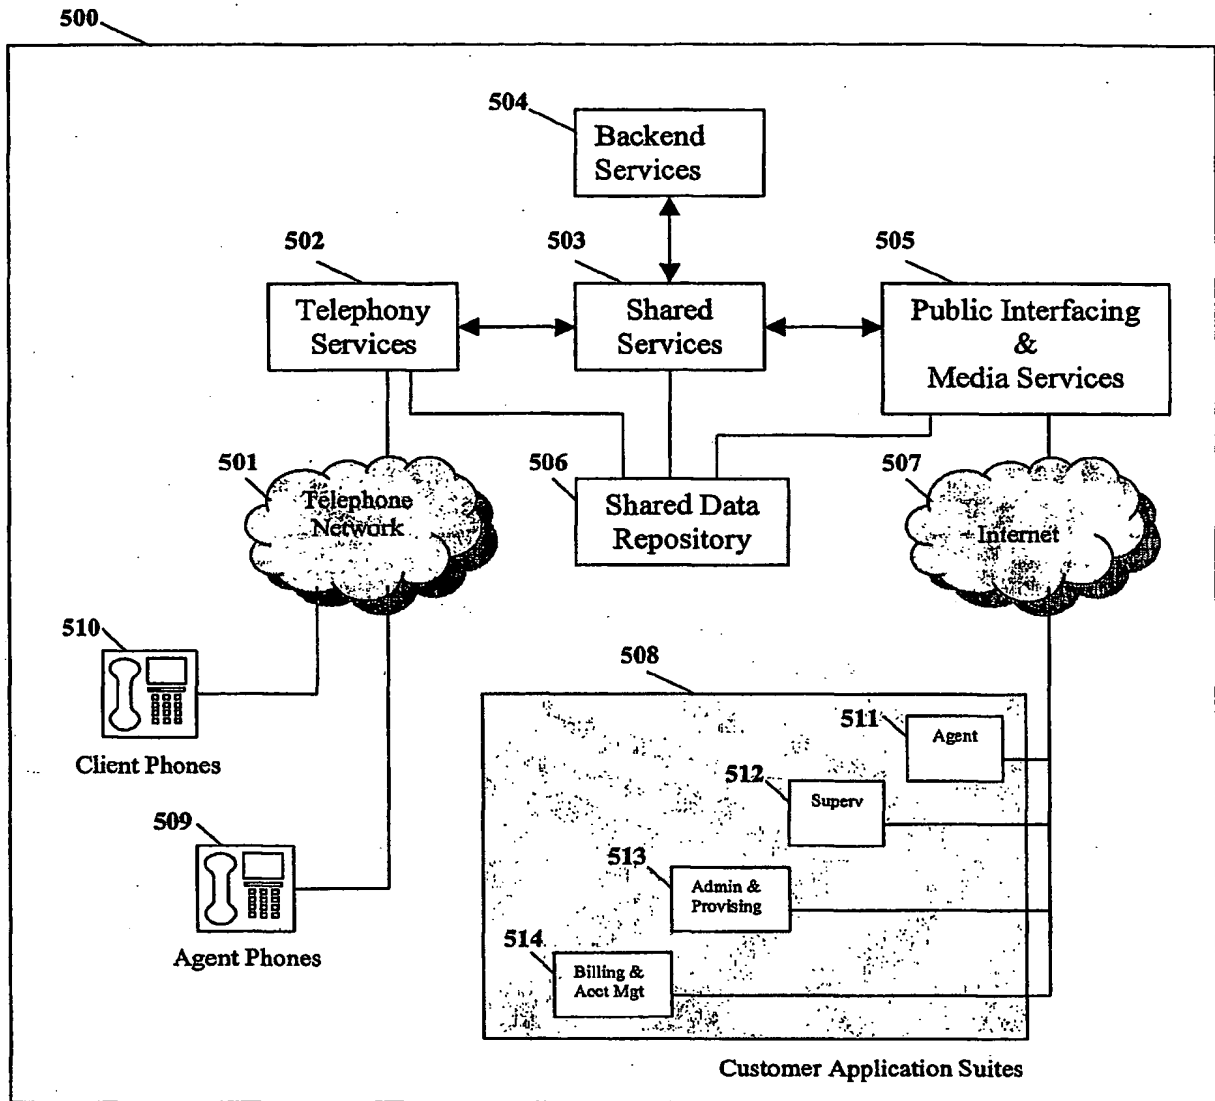 500
504
Backend
Services
502
503
505
Telephony
Services
Shared
Services
Public Interfacing
&
Media Services
501
506
507
Telephone
Network
Shared Data
Repository
Internet
510
Client Phones
509
Agent Phones
508
511
Agent
512
Superv
513
Admin &
Provising
514
Billing &
Acct Mgt
Customer Application Suites